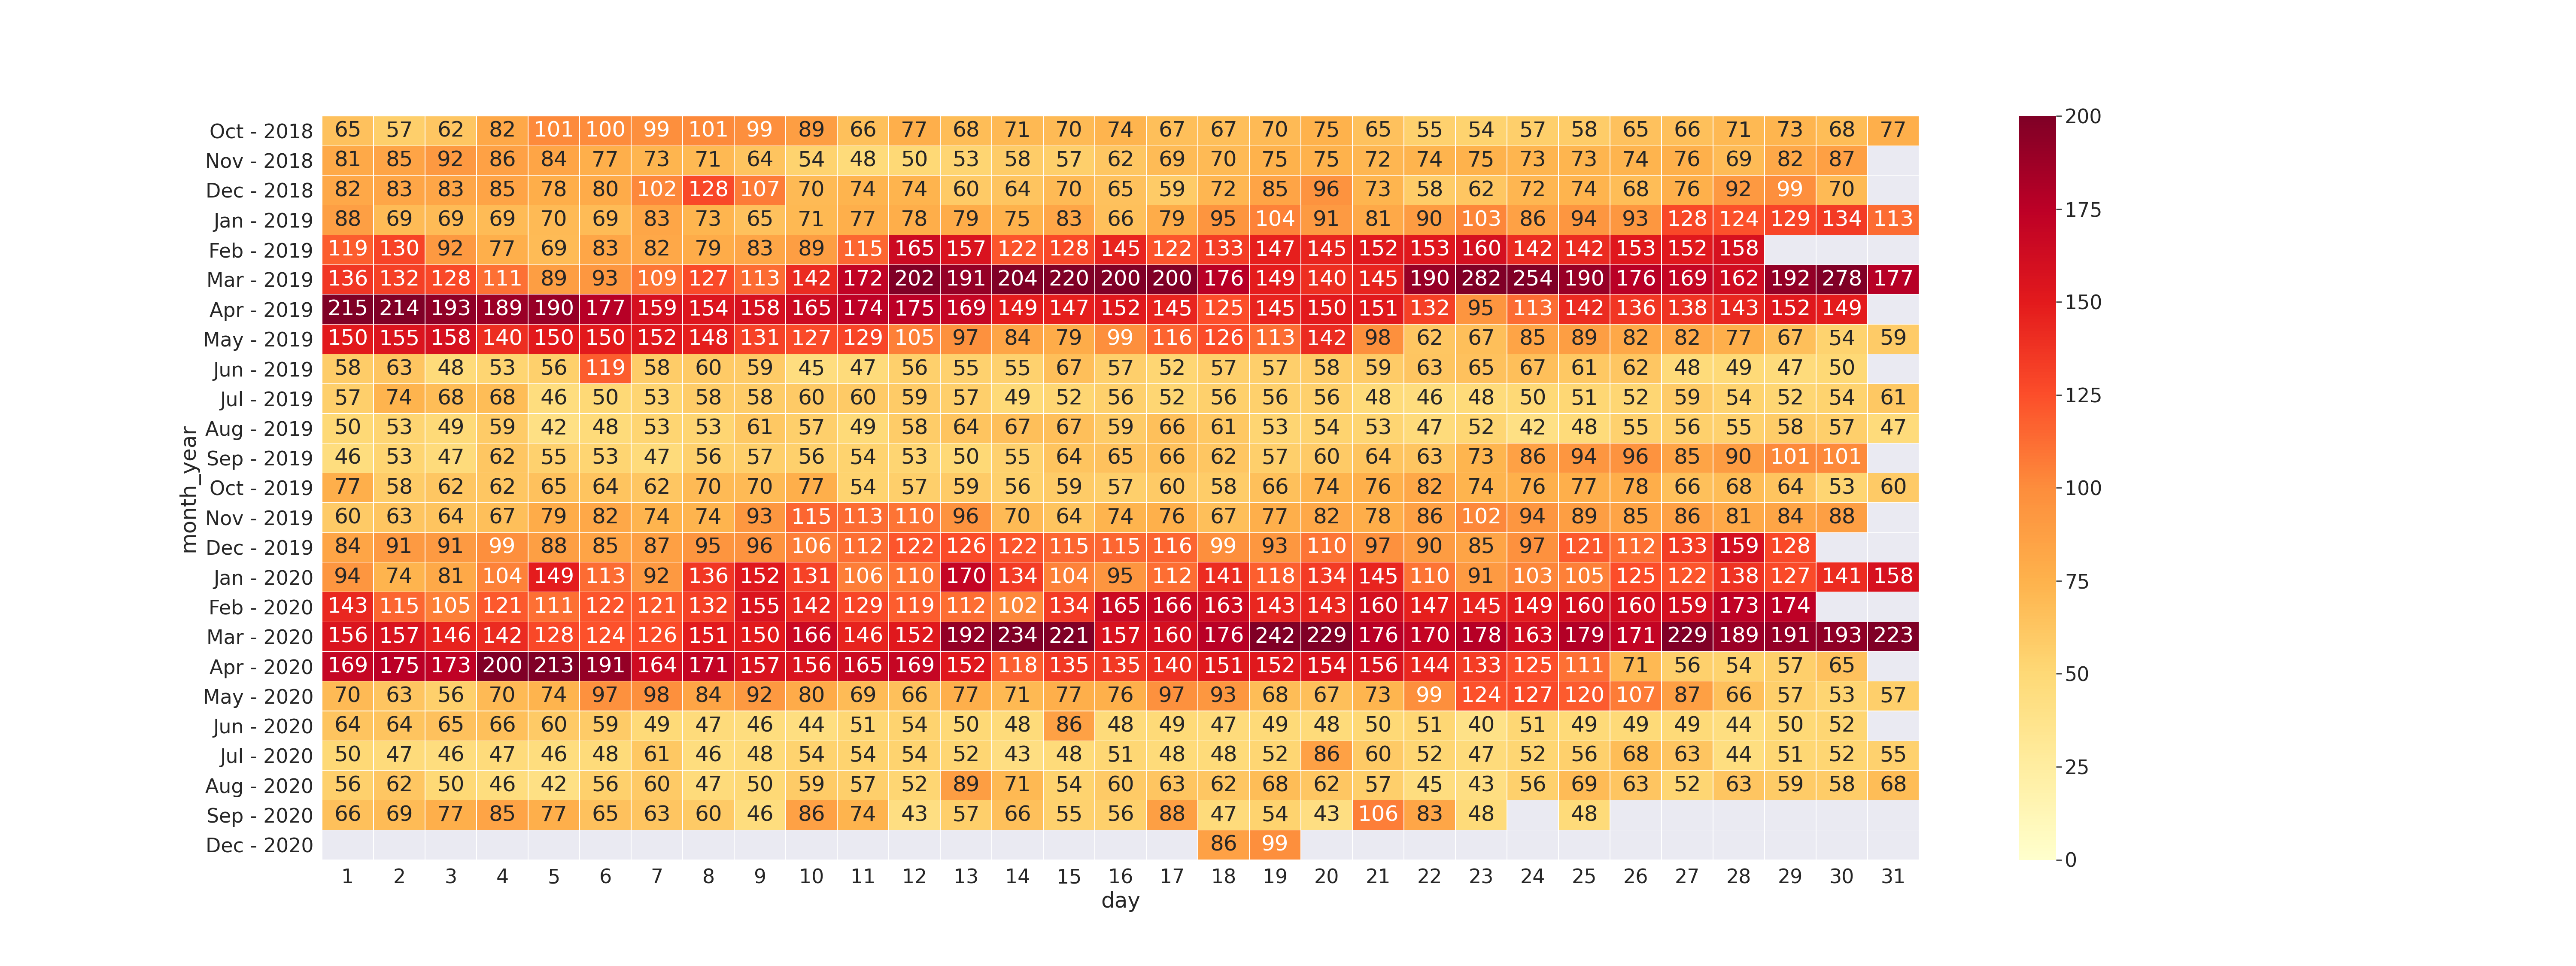 Oct - 2018 65 57 62 82 101 100 99 101 99 89 66 77 68 71 70 74 67 67 70 75 65 55 54 57 58 65 66 71 73 68 77
Nov - 2018 81 85 92 86 84 77 73 71 64 54 48 50 53 58 57 62 69 70 75 75 72 74 75 73 73 74 76 69 82 87
Dec - 2018 82 83 83 85 78 80 102 128 107 70 74 74 60 64 70 65 59 72 85 96 73 58 62 72 74 68 76 92 99 70
Jan - 2019 88 69 69 69 70 69 83 73 65 71 77 78 79 75 83 66 79 95 104 91 81 90 103 86 94 93 128 124 129 134 113
Feb - 2019 119 130 92 77 69 83 82 79 83 89 115 165 157 122 128 145 122 133 147 145 152 153 160 142 142 153 152 158
Mar - 2019 136 132 128 111 89 93 109 127 113 142 172 202 191 204 220 200 200 176 149 140 145 190 282 254 190 176 169 162 192 278 177
Apr - 2019 215 214 193 189 190 177 159 154 158 165 174 175 169 149 147 152 145 125 145 150 151 132 95 113 142 136 138 143 152 149
May - 2019 150 155 158 140 150 150 152 148 131 127 129 105 97 84 79 99 116 126 113 142 98 62 67 85 89 82 82 77 67 54 59
Jun - 2019 58 63 48 53 56 119 58 60 59 45 47 56 55 55 67 57 52 57 57 58 59 63 65 67 61 62 48 49 47 50
Jul - 2019 57 74 68 68 46 50 53 58 58 60 60 59 57 49 52 56 52 56 56 56 48 46 48 50 51 52 59 54 52 54 61
Aug - 2019 50 53 49 59 42 48 53 53 61 57 49 58 64 67 67 59 66 61 53 54 53 47 52 42 48 55 56 55 58 57 47
Sep - 2019 46 53 47 62 55 53 47 56 57 56 54 53 50 55 64 65 66 62 57 60 64 63 73 86 94 96 85 90 101 101
Oct - 2019 77 58 62 62 65 64 62 70 70 77 54 57 59 56 59 57 60 58 66 74 76 82 74 76 77 78 66 68 64 53 60
Nov - 2019 60 63 64 67 79 82 74 74 93 115 113 110 96 70 64 74 76 67 77 82 78 86 102 94 89 85 86 81 84 88
Dec - 2019 84 91 91 99 88 85 87 95 96 106 112 122 126 122 115 115 116 99 93 110 97 90 85 97 121 112 133 159 128
Jan - 2020 94 74 81 104 149 113 92 136 152 131 106 110 170 134 104 95 112 141 118 134 145 110 91 103 105 125 122 138 127 141 158
Feb - 2020 143 115 105 121 111 122 121 132 155 142 129 119 112 102 134 165 166 163 143 143 160 147 145 149 160 160 159 173 174
Mar - 2020 156 157 146 142 128 124 126 151 150 166 146 152 192 234 221 157 160 176 242 229 176 170 178 163 179 171 229 189 191 193 223
Apr - 2020 169 175 173 200 213 191 164 171 157 156 165 169 152 118 135 135 140 151 152 154 156 144 133 125 111 71 56 54 57 65
May - 2020 70 63 56 70 74 97 98 84 92 80 69 66 77 71 77 76 97 93 68 67 73 99 124 127 120 107 87 66 57 53 57
Jun - 2020 64 64 65 66 60 59 49 47 46 44 51 54 50 48 86 48 49 47 49 48 50 51 40 51 49 49 49 44 50 52
Jul - 2020 50 47 46 47 46 48 61 46 48 54 54 54 52 43 48 51 48 48 52 86 60 52 47 52 56 68 63 44 51 52 55
Aug - 2020 56 62 50 46 42 56 60 47 50 59 57 52 89 71 54 60 63 62 68 62 57 45 43 56 69 63 52 63 59 58 68
Sep - 2020 66 69 77 85 77 65 63 60 46 86 74 43 57 66 55 56 88 47 54 43 106 83 48 48
Dec - 2020 86 99
1 2 3 4 5 6 7 8 9 10 11 12 13 14 15 16 17 18 19 20 21 22 23 24 25 26 27 28 29 30 31
day
month_year
200
175
150
125
100
75
50
25
0